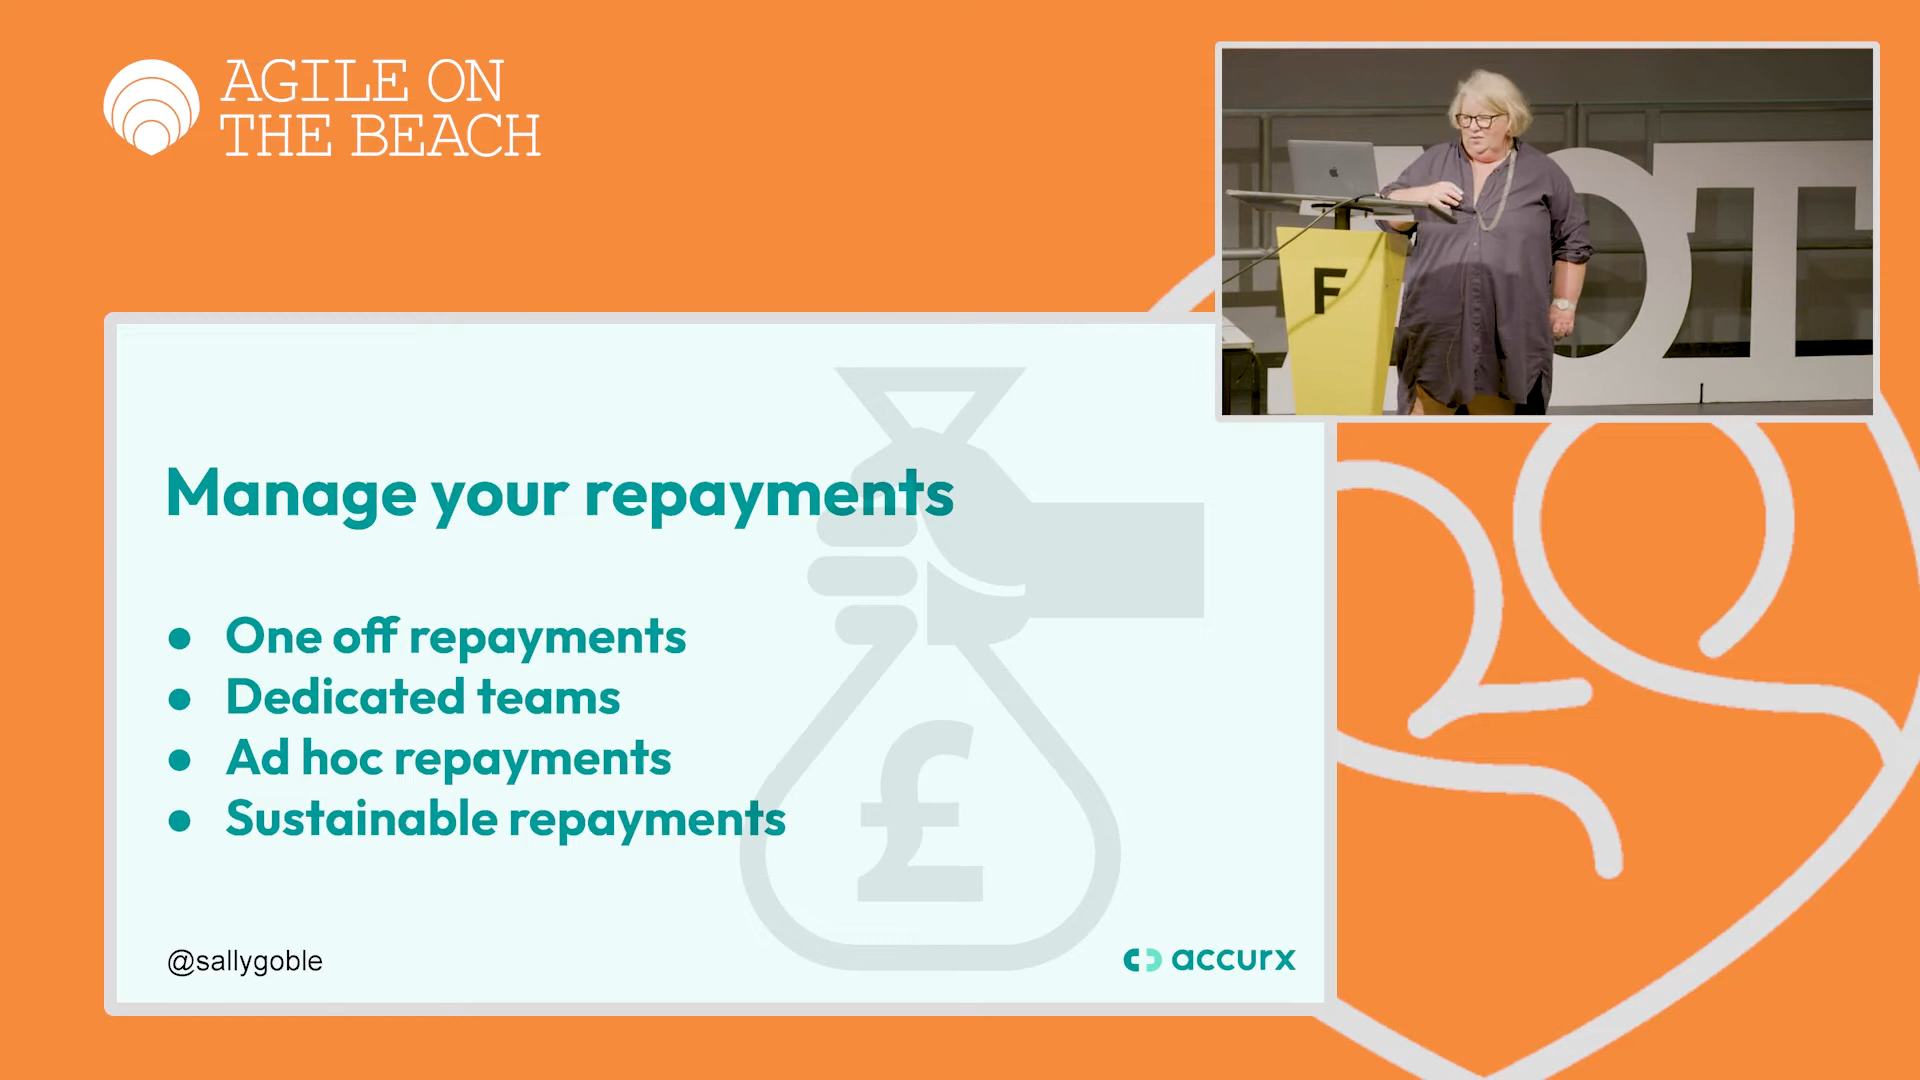 AGILE ON
THE BEACH
F
Manage your repayments
● One off repayments
● Dedicated teams
● Ad hoc repayments
● Sustainable repayments
£
@sallygoble
accurx